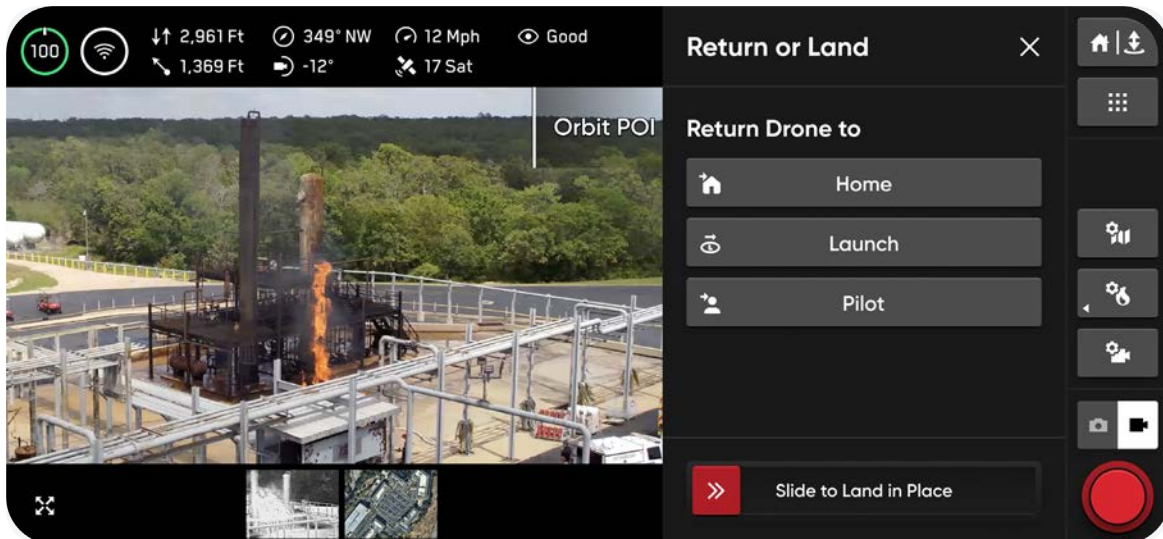 100
2,961 Ft
349° NW
12 Mph
Good
1,369 Ft
-12°
17 Sat
Orbit POI
Return or Land
Return Drone to
Home
Launch
Pilot
Slide to Land in Place